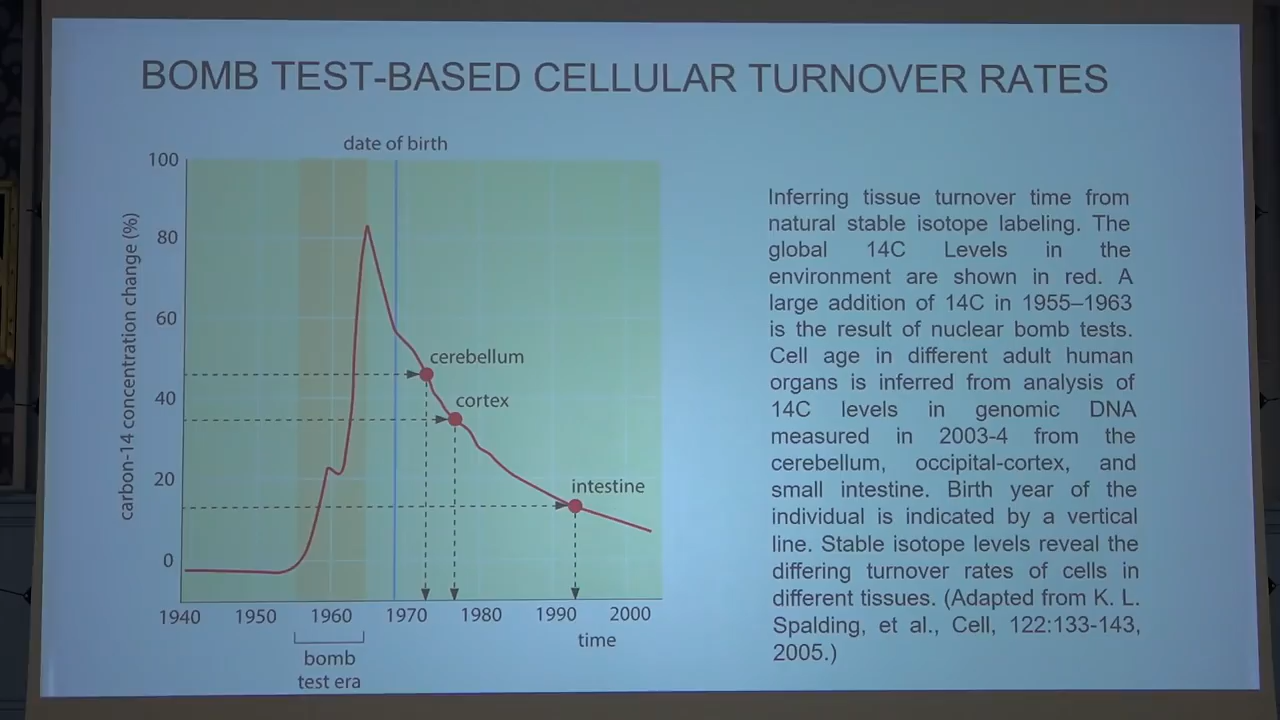 BOMB TEST-BASED CELLULAR TURNOVER RATES
date of birth
100
80
60
40
20
0
carbon-14 concentration change (%)
cerebellum
cortex
intestine
1940 1950 1960 1970 1980 1990 2000
time
bomb
test era
Inferring tissue turnover time from
natural stable isotope labeling. The
global 14C Levels in the
environment are shown in red. A
large addition of 14C in 1955–1963
is the result of nuclear bomb tests.
Cell age in different adult human
organs is inferred from analysis of
14C levels in genomic DNA
measured in 2003-4 from the
cerebellum, occipital-cortex, and
small intestine. Birth year of the
individual is indicated by a vertical
line. Stable isotope levels reveal the
differing turnover rates of cells in
different tissues. (Adapted from K. L.
Spalding, et al., Cell, 122:133-143,
2005.)